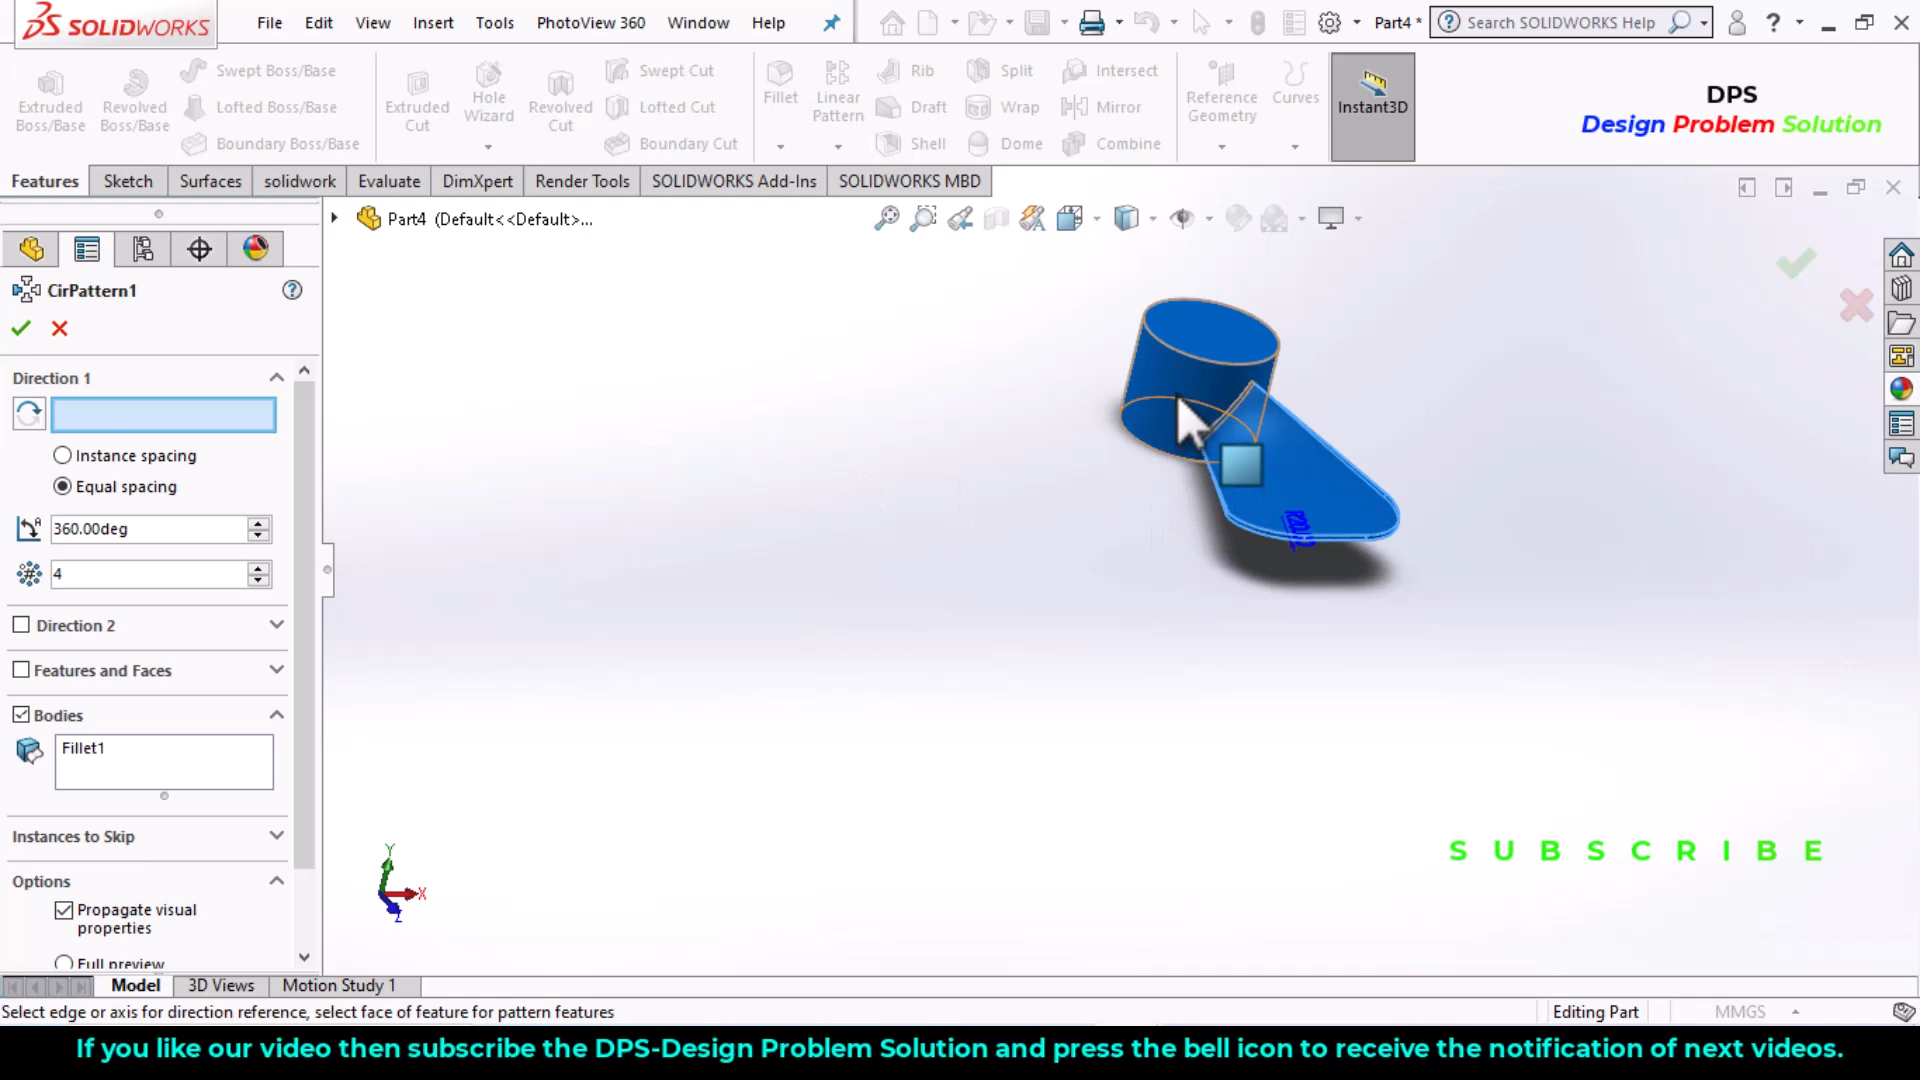 SOLIDWORKS File Edit View Insert Tools PhotoView 360 Window Help Part4 * Search SOLIDWORKS Help ?
Extruded Boss/Base Revolved Boss/Base Swept Boss/Base Lofted Boss/Base Boundary Boss/Base
Extruded Cut Hole Wizard Revolved Cut Swept Cut Lofted Cut Boundary Cut
Fillet Linear Pattern Rib Draft Shell Split Wrap Dome Intersect Mirror Combine
Reference Geometry Curves Instant3D
DPS
Design Problem Solution
Features Sketch Surfaces solidwork Evaluate DimXpert Render Tools SOLIDWORKS Add-Ins SOLIDWORKS MBD
Part4 (Default<<Default>...
CirPattern1
Direction 1
Instance spacing
Equal spacing
360.00deg
4
Direction 2
Features and Faces
Bodies
Fillet1
Instances to Skip
Options
Propagate visual
properties
Full preview
Y
X
Z
SUBSCRIBE
Model 3D Views Motion Study 1
Select edge or axis for direction reference, select face of feature for pattern features Editing Part MMGS
If you like our video then subscribe the DPS-Design Problem Solution and press the bell icon to receive the notification of next videos.